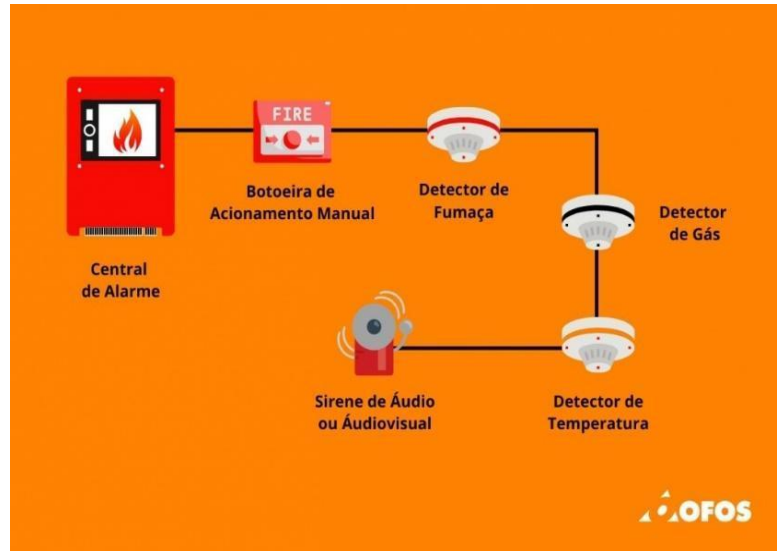 FIRE
Botoeira de
Acionamento Manual
Detector de
Fumaça
Detector
de Gás
Central
de Alarme
Sirene de Áudio
ou Áudiovisual
Detector de
Temperatura
OFOS